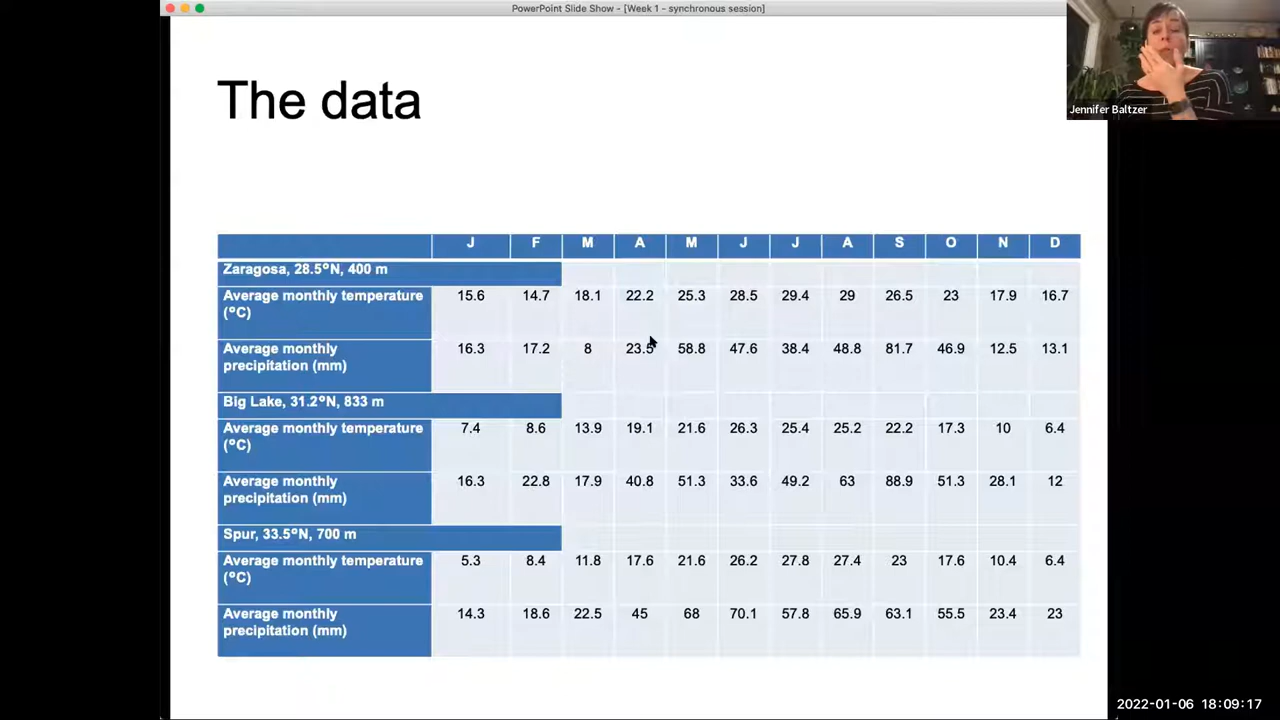 PowerPoint Slide Show - [Week 1 - synchronous session]
Jennifer Baltzer
The data
J F M A M J J A S O N D
Zaragosa, 28.5ºN, 400 m
Average monthly temperature 15.6 14.7 18.1 22.2 25.3 28.5 29.4 29 26.5 23 17.9 16.7
(ºC)
Average monthly 16.3 17.2 8 23.5 58.8 47.6 38.4 48.8 81.7 46.9 12.5 13.1
precipitation (mm)
Big Lake, 31.2ºN, 833 m
Average monthly temperature 7.4 8.6 13.9 19.1 21.6 26.3 25.4 25.2 22.2 17.3 10 6.4
(ºC)
Average monthly 16.3 22.8 17.9 40.8 51.3 33.6 49.2 63 88.9 51.3 28.1 12
precipitation (mm)
Spur, 33.5ºN, 700 m
Average monthly temperature 5.3 8.4 11.8 17.6 21.6 26.2 27.8 27.4 23 17.6 10.4 6.4
(ºC)
Average monthly 14.3 18.6 22.5 45 68 70.1 57.8 65.9 63.1 55.5 23.4 23
precipitation (mm)
2022-01-06 18:09:17